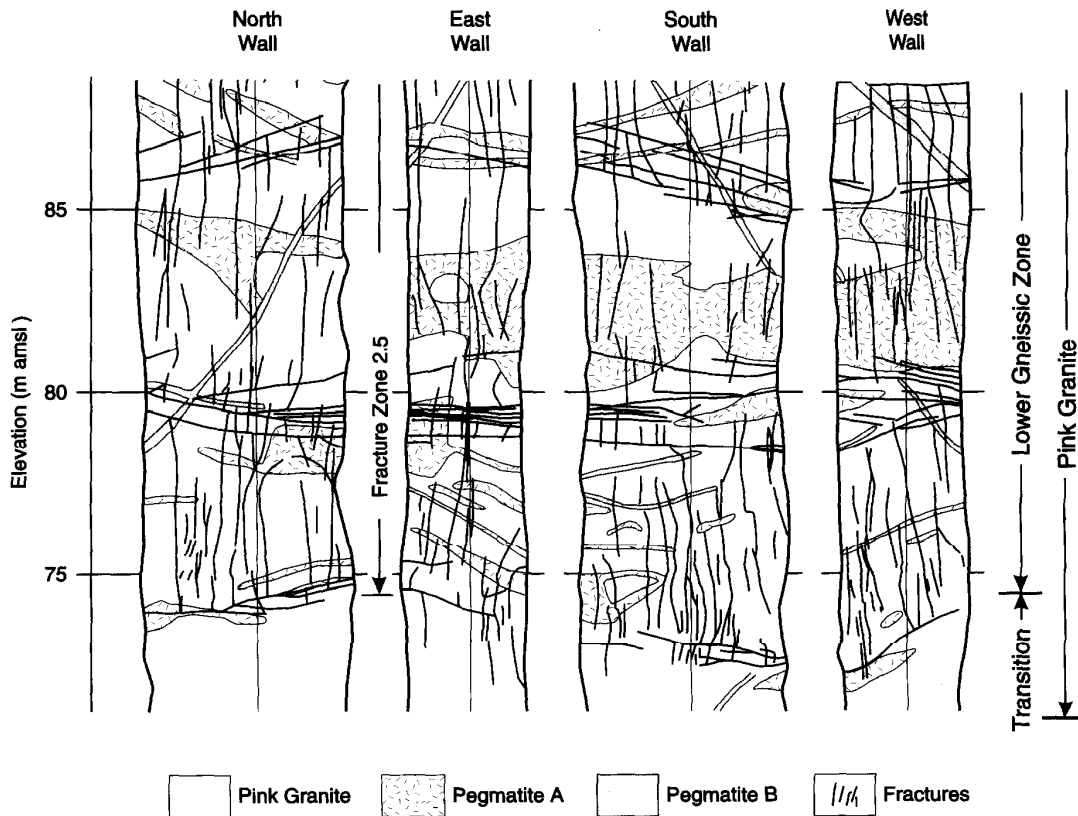 North
Wall
East
Wall
South
Wall
West
Wall
Elevation (m amsl)
85
80
75
Fracture Zone 2.5
Lower Gneissic Zone
Transition
Pink Granite
Pink Granite
Pegmatite A
Pegmatite B
Fractures